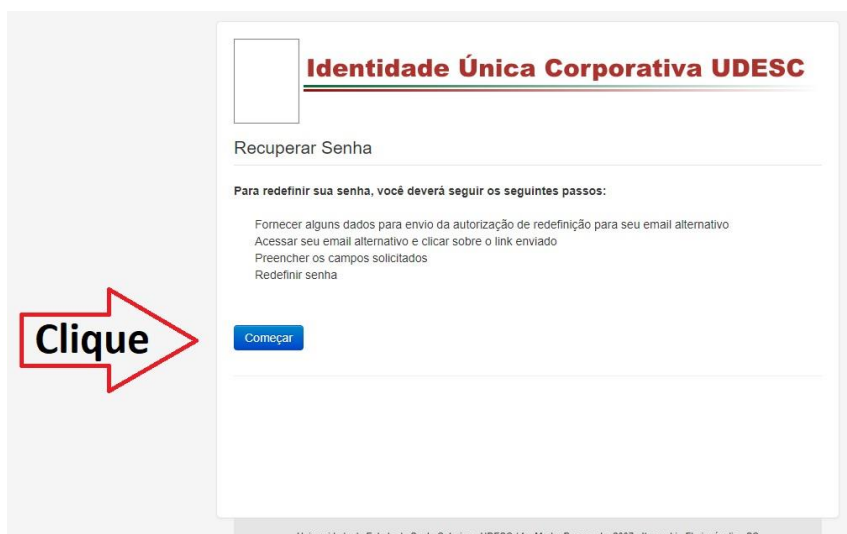 Identidade Única Corporativa UDESC
Recuperar Senha
Para redefinir sua senha, você deverá seguir os seguintes passos:
Fornecer alguns dados para envio da autorização de redefinição para seu email alternativo
Acessar seu email alternativo e clicar sobre o link enviado
Preencher os campos solicitados
Redefinir senha
Clique
Começar